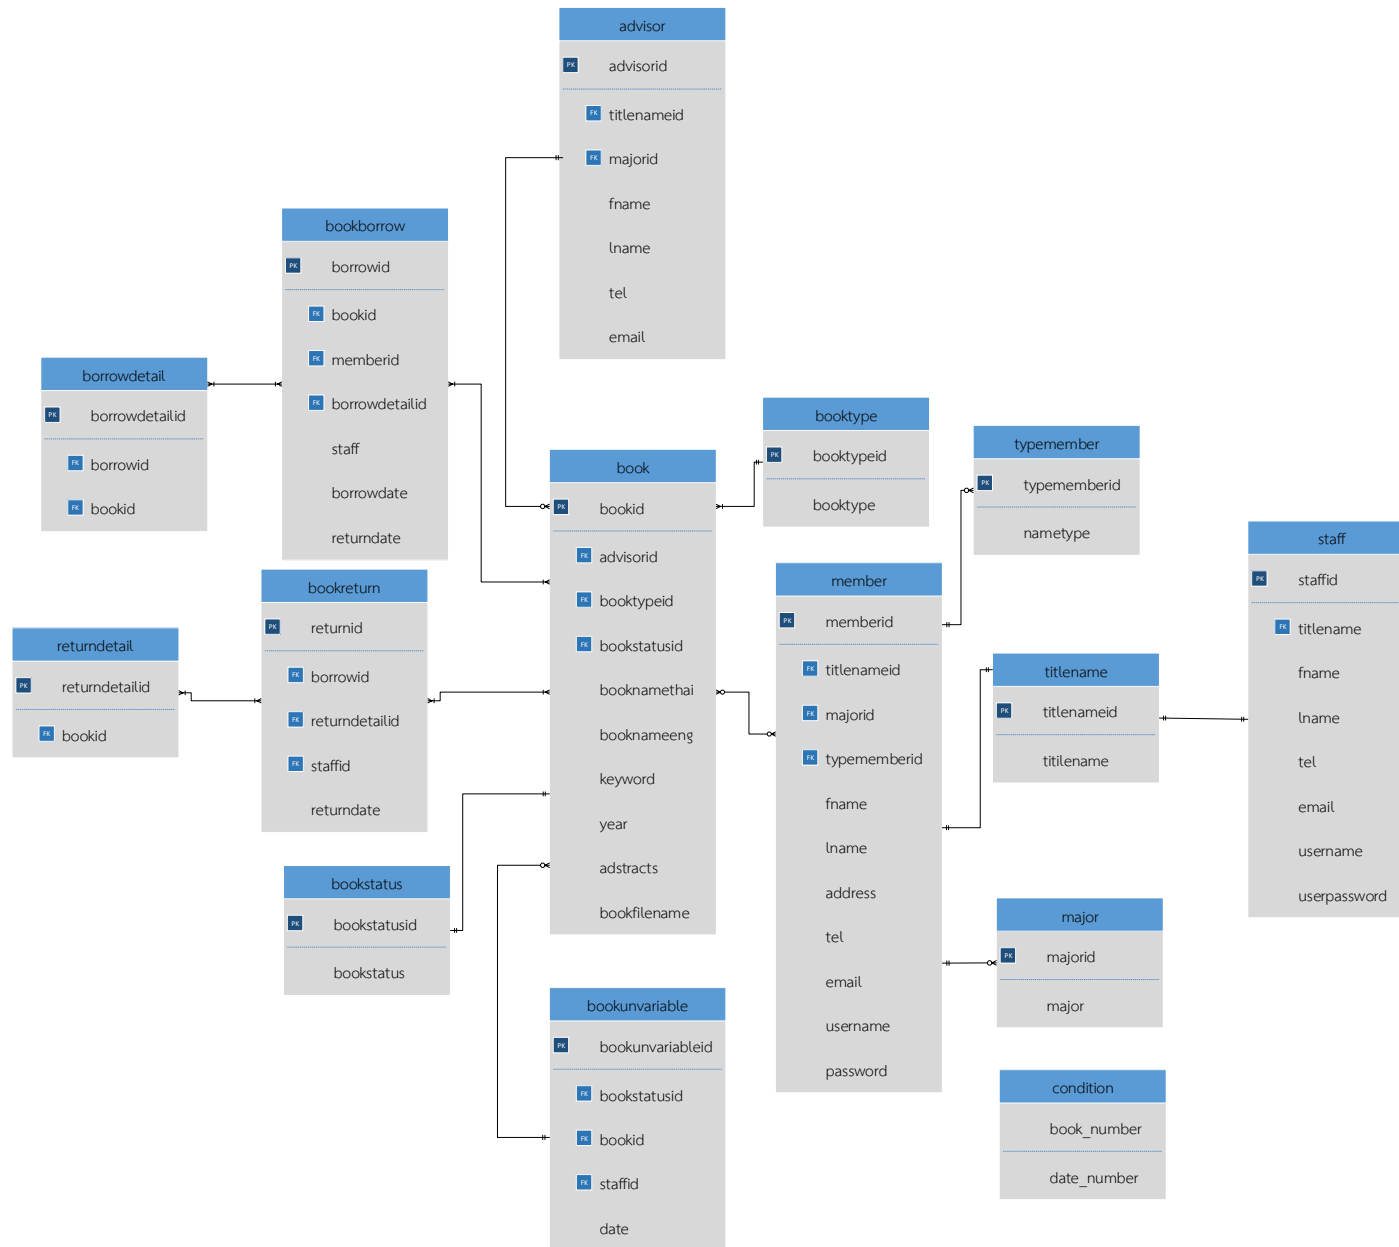 advisor
PK advisorid
FK titlenameid
FK majorid
fname
lname
tel
email
bookborrow
PK borrowid
FK bookid
FK memberid
FK borrowdetailid
staff
borrowdate
returndate
borrowdetail
PK borrowdetailid
FK borrowid
FK bookid
booktype
PK booktypeid
booktype
typemember
PK typememberid
nametype
book
PK bookid
FK advisorid
FK booktypeid
FK bookstatusid
booknamethai
booknameeng
keyword
year
adstracts
bookfilename
staff
PK staffid
FK titlename
fname
lname
tel
email
username
userpassword
member
PK memberid
FK titlenameid
FK majorid
FK typememberid
fname
lname
address
tel
email
username
password
bookreturn
PK returnid
FK borrowid
FK returndetailid
FK staffid
returndate
returndetail
PK returndetailid
FK bookid
titlename
PK titlenameid
titilename
bookstatus
PK bookstatusid
bookstatus
major
PK majorid
major
bookunvariable
PK bookunvariableid
FK bookstatusid
FK bookid
FK staffid
date
condition
book_number
date_number